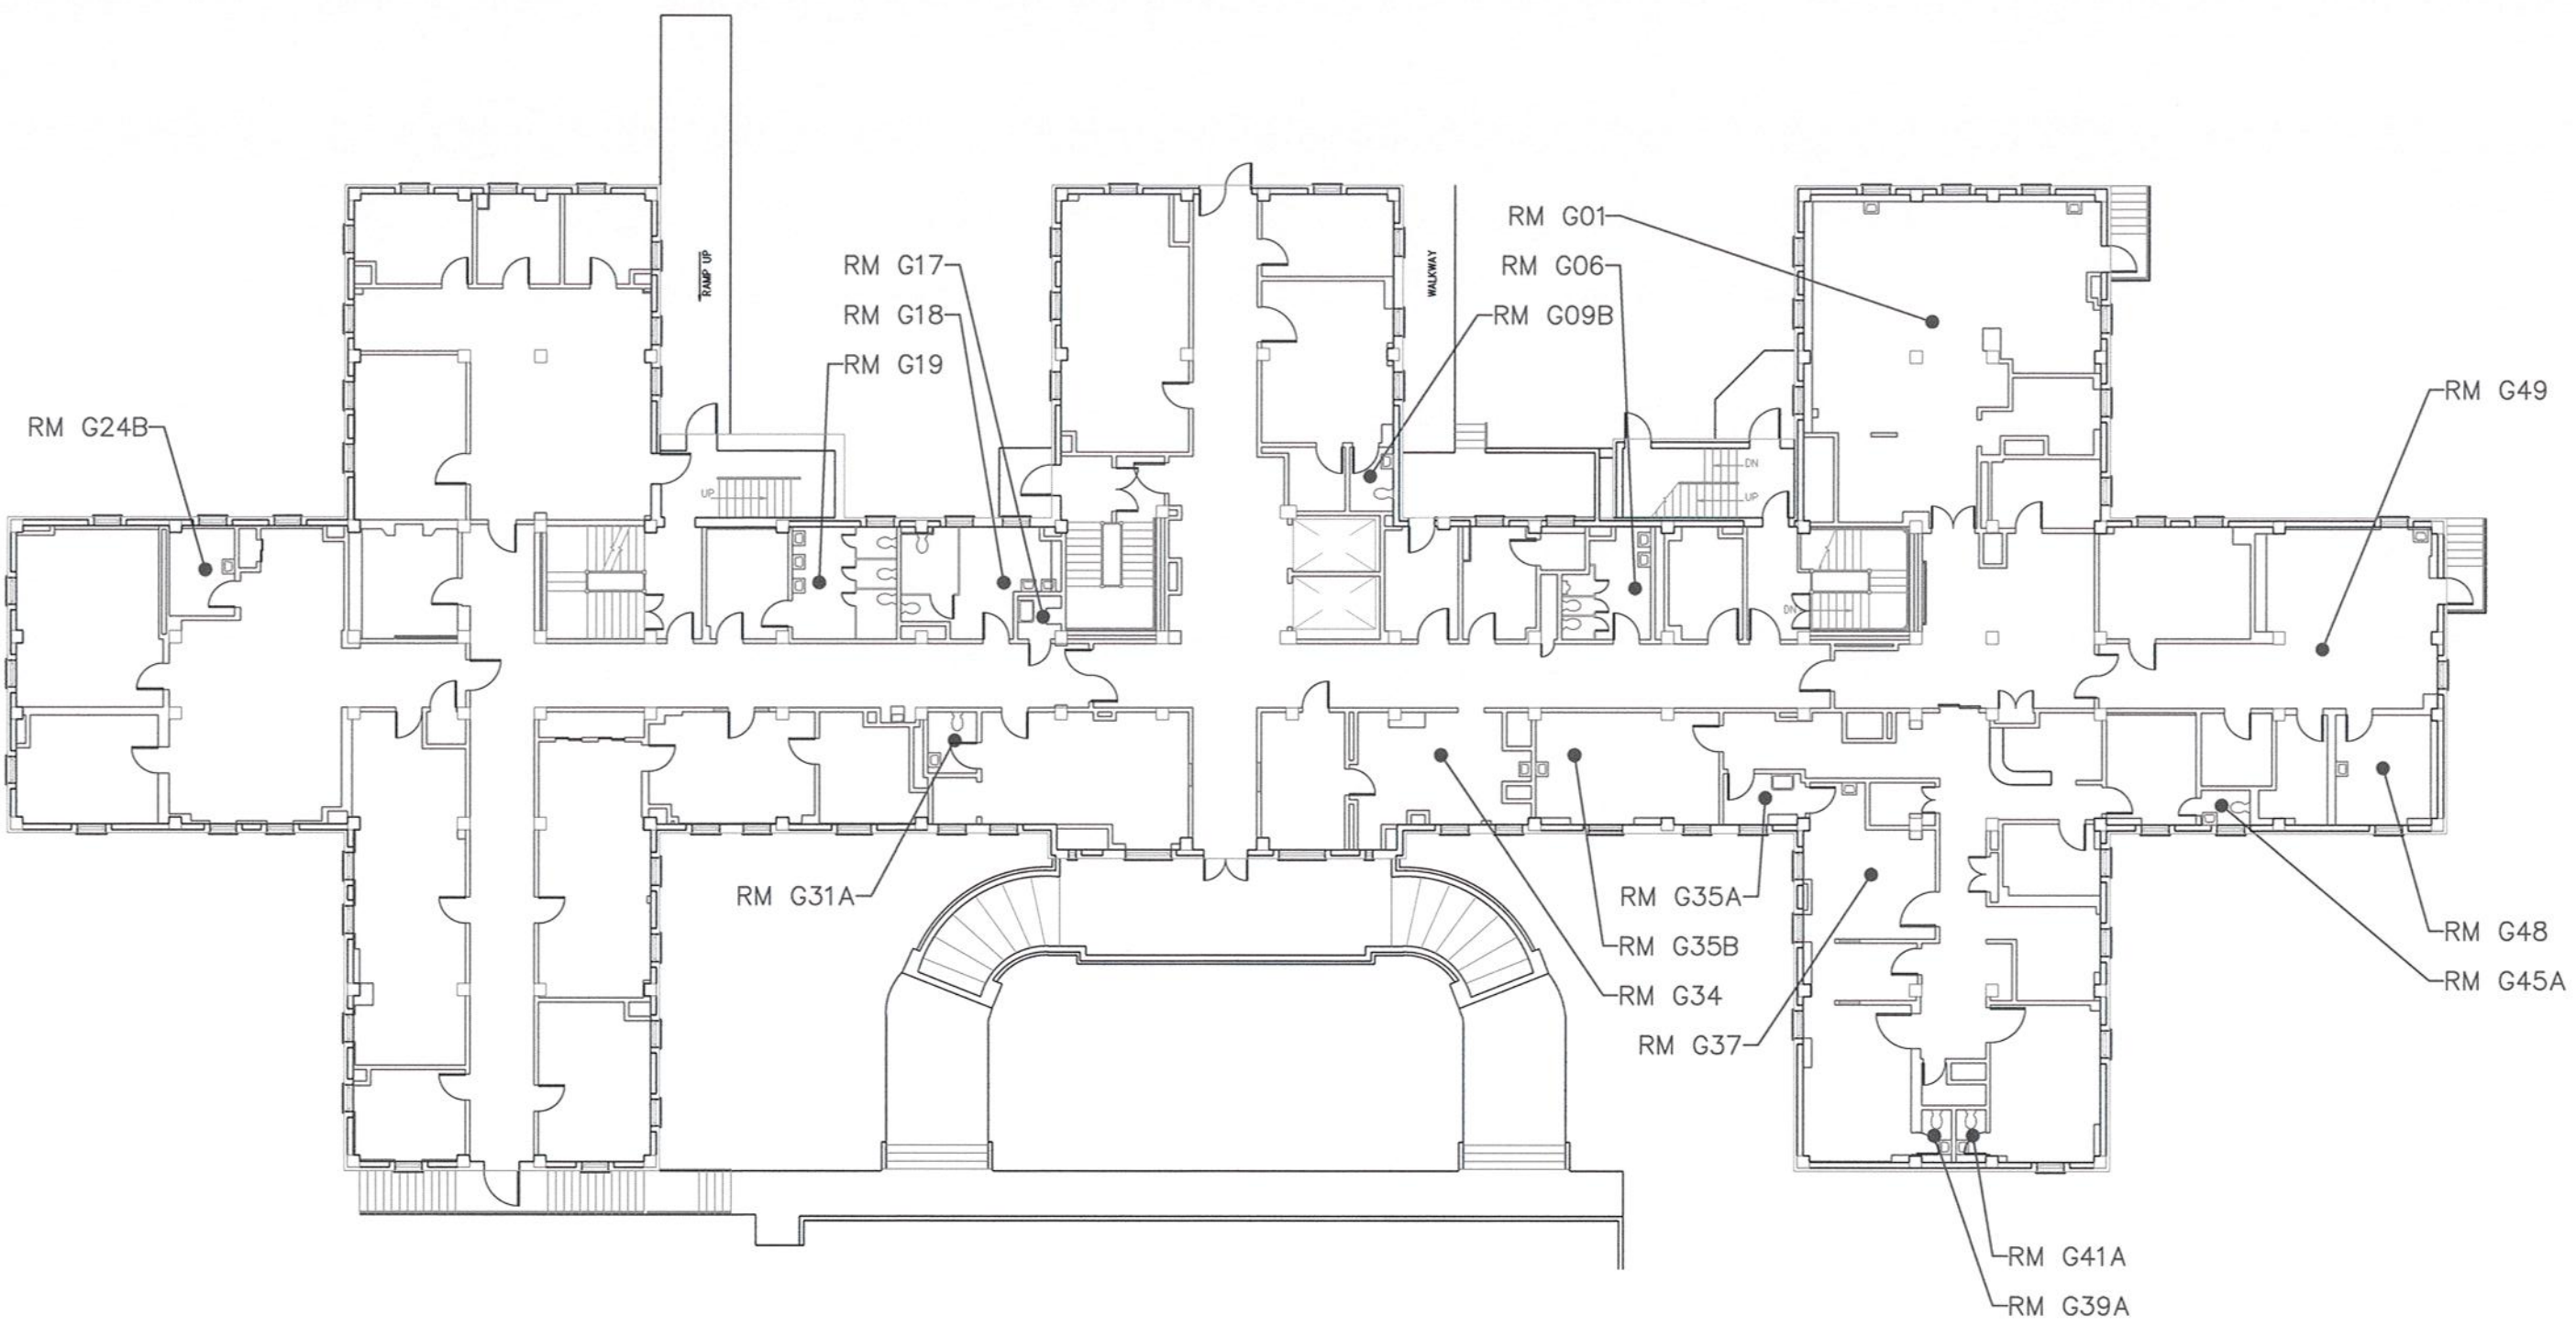 RAMP UP
WALKWAY
RM G01
RM G06
RM G09B
RM G17
RM G18
RM G19
RM G24B
RM G49
UP
DN
UP
DN
RM G31A
RM G35A
RM G35B
RM G34
RM G37
RM G48
RM G45A
RM G41A
RM G39A